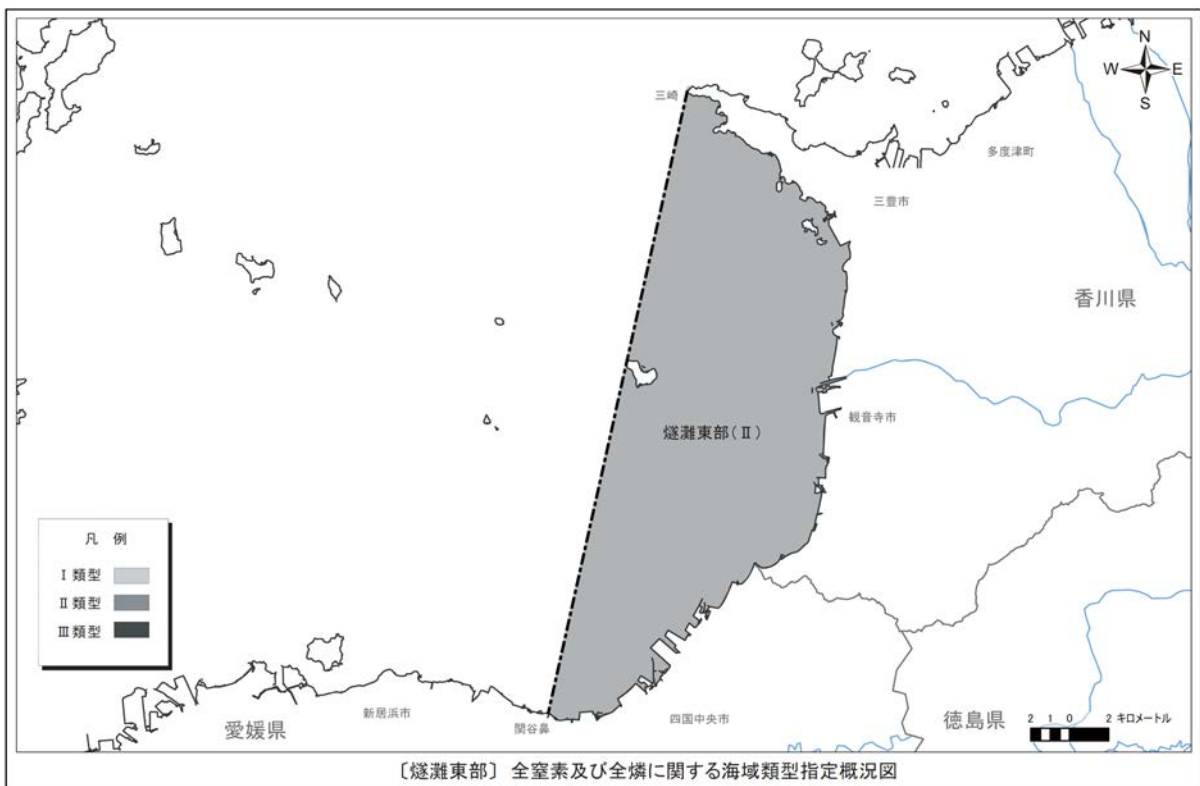 N
W E
S
三崎
多度津町
三豊市
香川県
観音寺市
燧灘東部(Ⅱ)
凡 例
Ⅰ類型
Ⅱ類型
Ⅲ類型
愛媛県
新居浜市
関谷鼻
四国中央市
徳島県
2 1 0 2 キロメートル
〔燧灘東部〕 全窒素及び全燐に関する海域類型指定概況図